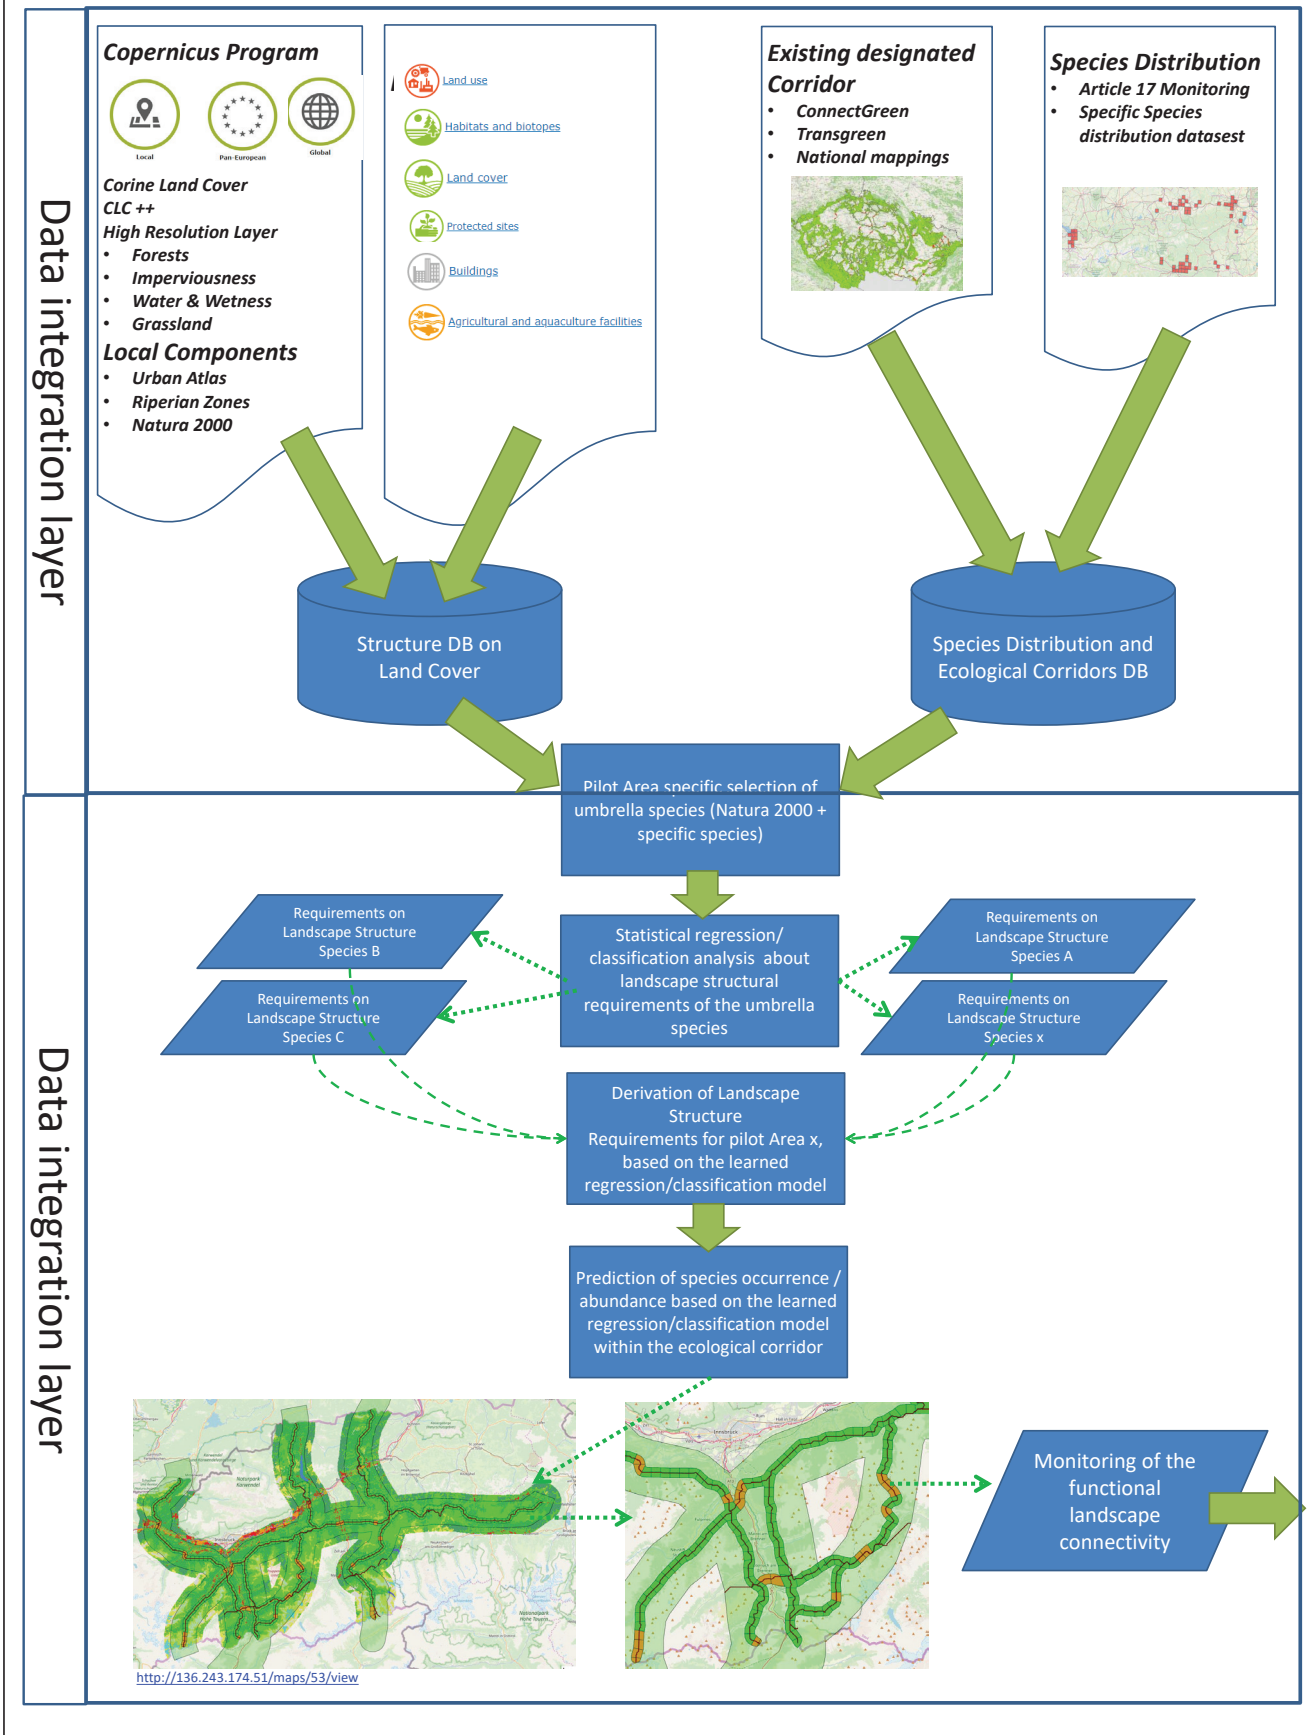 Data integration layer
Copernicus Program
Local
Pan-European
Global
Corine Land Cover
CLC ++
High Resolution Layer
• Forests
• Imperviousness
• Water & Wetness
• Grassland
Local Components
• Urban Atlas
• Riperian Zones
• Natura 2000
Land use
Habitats and biotopes
Land cover
Protected sites
Buildings
Agricultural and aquaculture facilities
Existing designated
Corridor
• ConnectGreen
• Transgreen
• National mappings
Species Distribution
• Article 17 Monitoring
• Specific Species
distribution datasest
Structure DB on
Land Cover
Species Distribution and
Ecological Corridors DB
Pilot Area specific selection of
umbrella species (Natura 2000 +
specific species)
Data integration layer
Requirements on
Landscape Structure
Species B
Requirements on
Landscape Structure
Species C
Statistical regression/
classification analysis about
landscape structural
requirements of the umbrella
species
Requirements on
Landscape Structure
Species A
Requirements on
Landscape Structure
Species x
Derivation of Landscape
Structure
Requirements for pilot Area x,
based on the learned
regression/classification model
Prediction of species occurrence /
abundance based on the learned
regression/classification model
within the ecological corridor
Innsbruck
Monitoring of the
functional
landscape
connectivity
http://136.243.174.51/maps/53/view